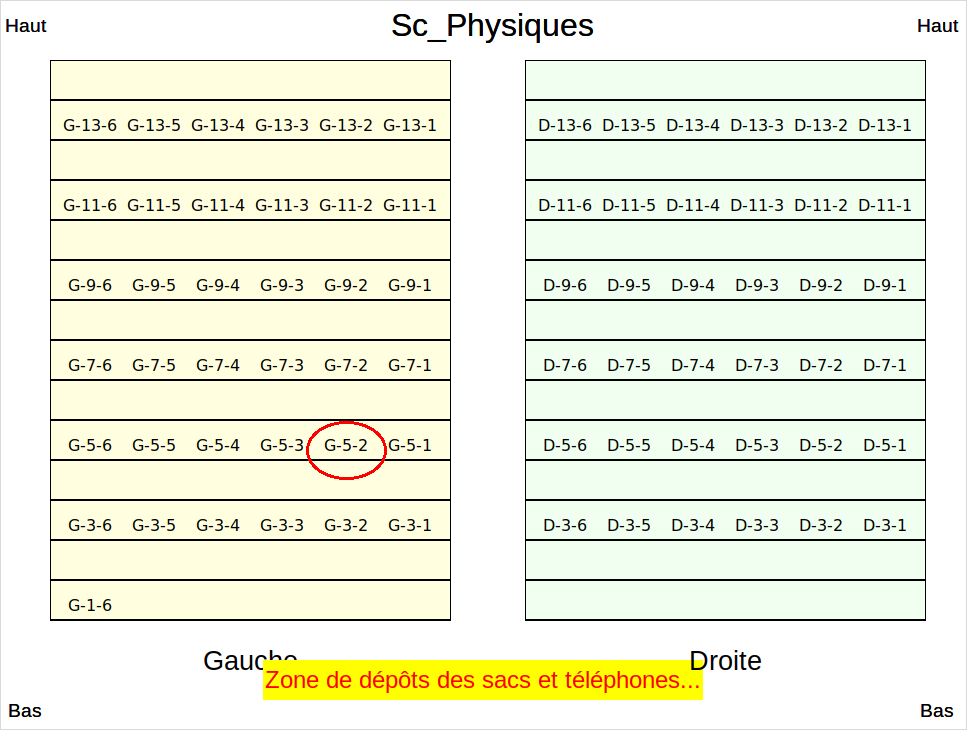 Sc_Physiques
Haut
Haut
G-13-6 G-13-5 G-13-4 G-13-3 G-13-2 G-13-1
D-13-6 D-13-5 D-13-4 D-13-3 D-13-2 D-13-1
G-11-6 G-11-5 G-11-4 G-11-3 G-11-2 G-11-1
D-11-6 D-11-5 D-11-4 D-11-3 D-11-2 D-11-1
G-9-6 G-9-5 G-9-4 G-9-3 G-9-2 G-9-1
D-9-6 D-9-5 D-9-4 D-9-3 D-9-2 D-9-1
G-7-6 G-7-5 G-7-4 G-7-3 G-7-2 G-7-1
D-7-6 D-7-5 D-7-4 D-7-3 D-7-2 D-7-1
G-5-6 G-5-5 G-5-4 G-5-3 G-5-2 G-5-1
D-5-6 D-5-5 D-5-4 D-5-3 D-5-2 D-5-1
G-3-6 G-3-5 G-3-4 G-3-3 G-3-2 G-3-1
D-3-6 D-3-5 D-3-4 D-3-3 D-3-2 D-3-1
G-1-6
Gauche
Droite
Zone de dépôts des sacs et téléphones...
Bas
Bas